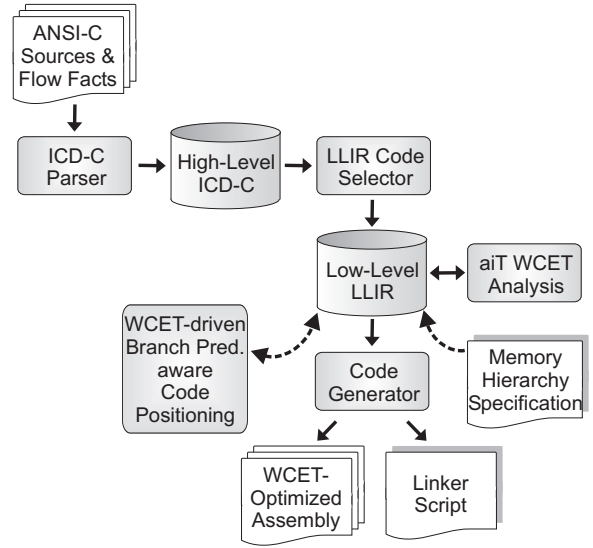 ANSI-C
Sources &
Flow Facts
ICD-C
Parser
High-Level
ICD-C
LLIR Code
Selector
Low-Level
LLIR
aiT WCET
Analysis
WCET-driven
Branch Pred.
aware
Code
Positioning
Code
Generator
Memory
Hierarchy
Specification
WCET-
Optimized
Assembly
Linker
Script